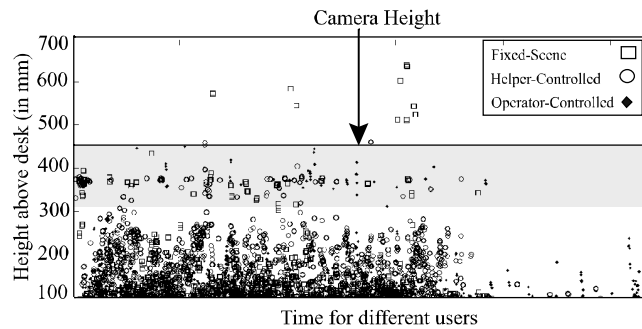 Camera Height
700
600
500
400
300
200
100
Height above desk (in mm)
Fixed-Scene
Helper-Controlled
Operator-Controlled
Time for different users